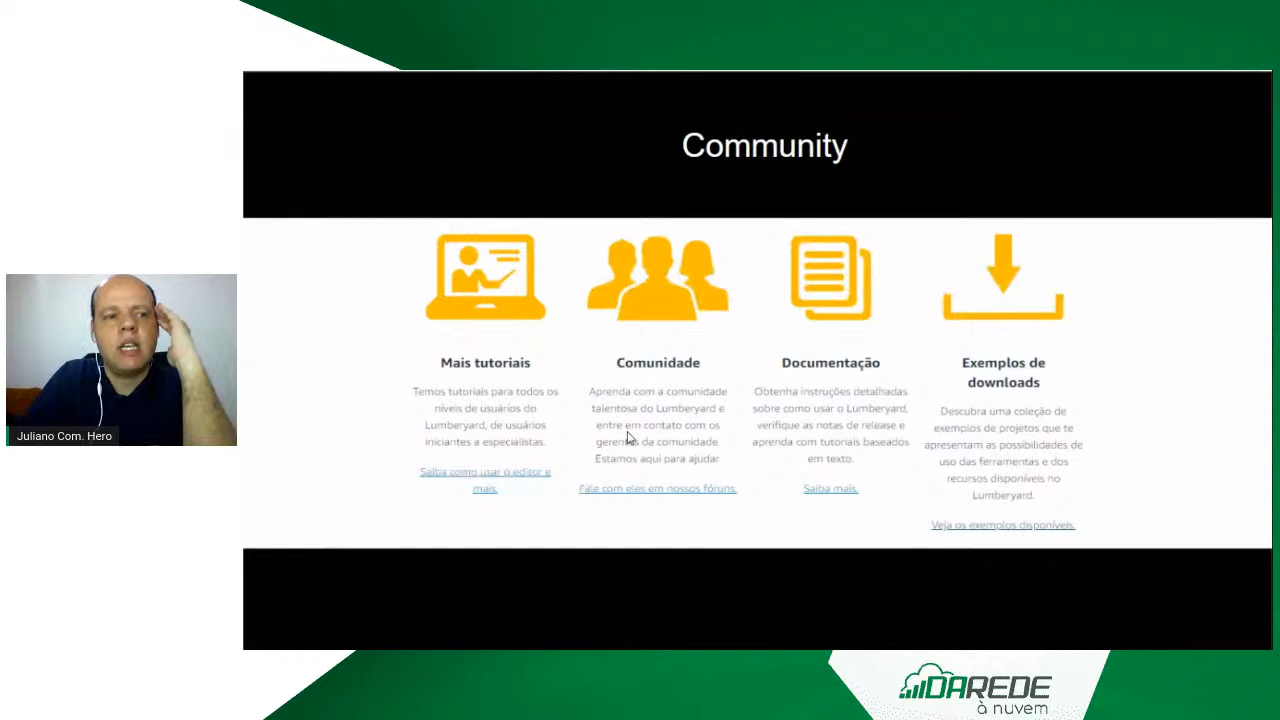 Community
Mais tutoriais
Temos tutoriais para todos os
níveis de usuários do
Lumberyard, de usuários
iniciantes a especialistas.
Saiba como usar o editor e
mais.
Comunidade
Aprenda com a comunidade
talentosa do Lumberyard e
entre em contato com os
gerentes da comunidade.
Estamos aqui para ajudar
Fale com eles em nossos fóruns.
Documentação
Obtenha instruções detalhadas
sobre como usar o Lumberyard,
verifique as notas de release e
aprenda com tutoriais baseados
em texto.
Saiba mais.
Exemplos de
downloads
Descubra uma coleção de
exemplos de projetos que te
apresentam as possibilidades de
uso das ferramentas e dos
recursos disponíveis no
Lumberyard.
Veja os exemplos disponíveis.
Juliano Com. Hero
DAREDE
à nuvem